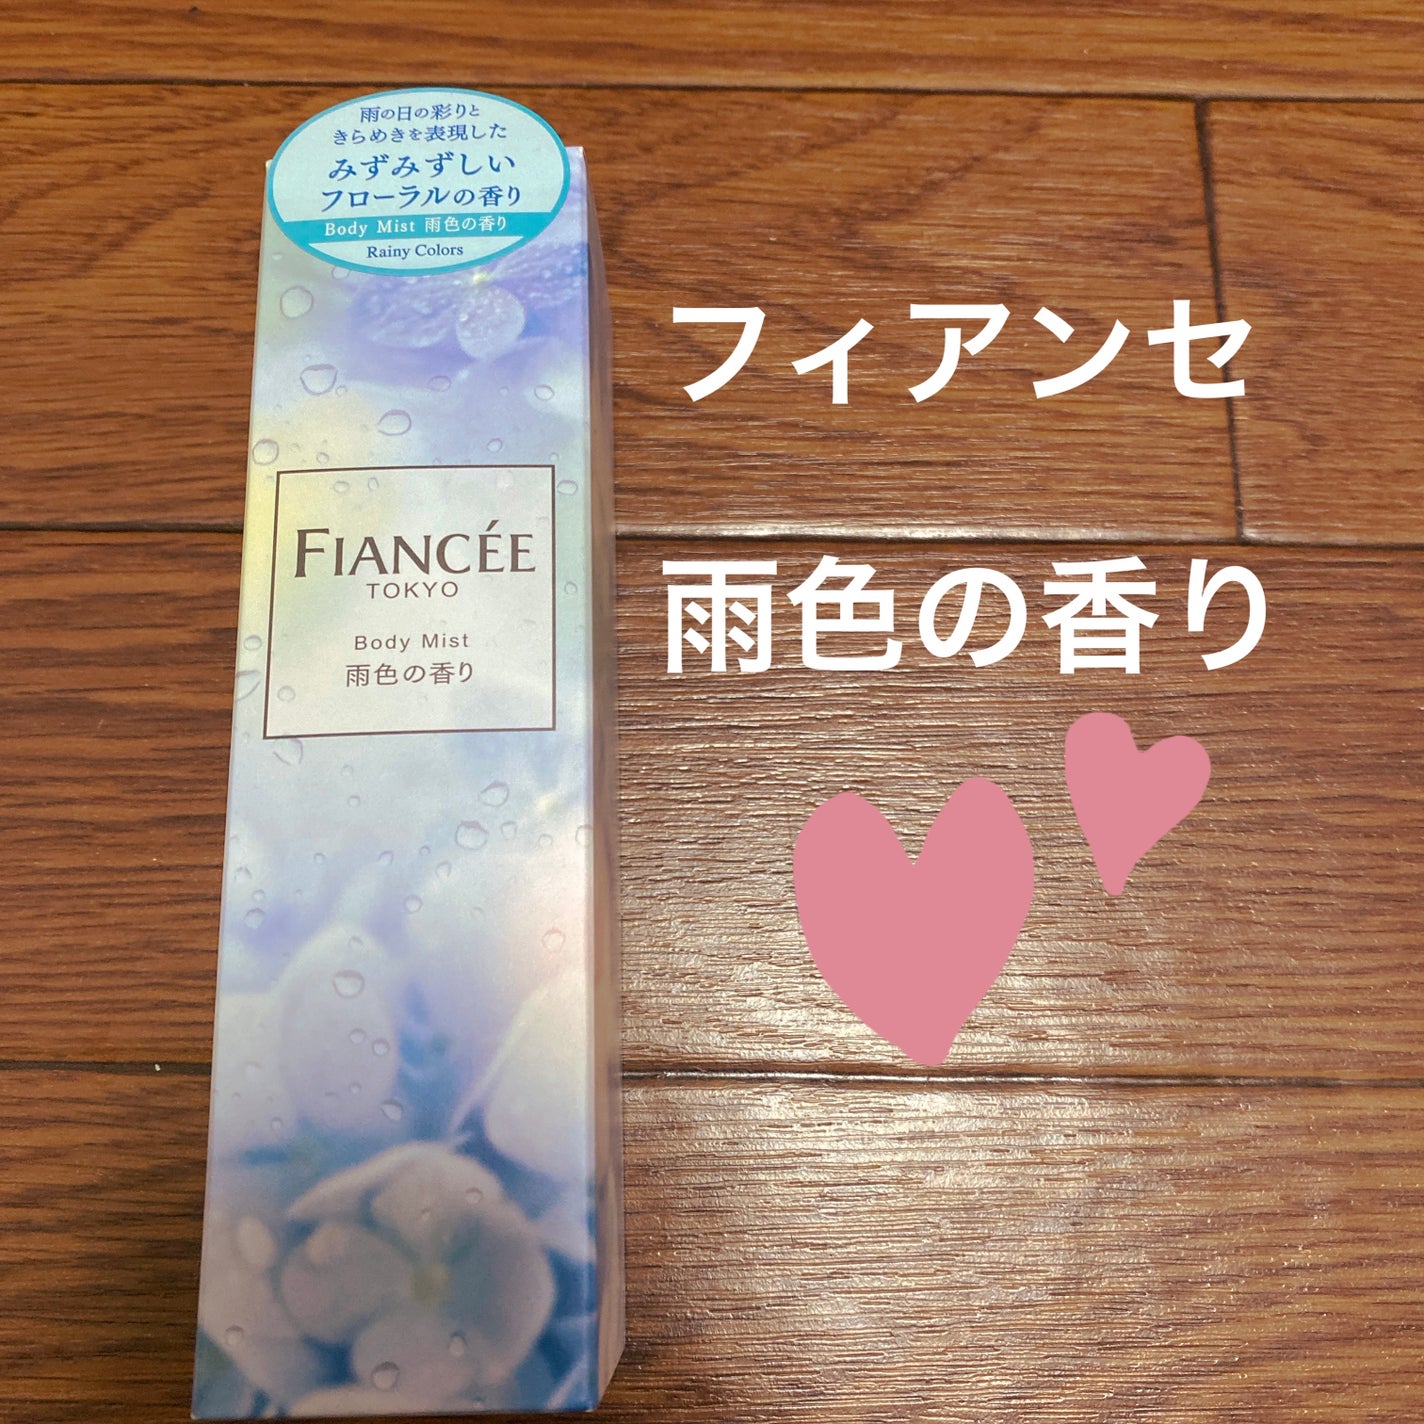 雨の日の彩りと
きらめきを表現した
みずみずしい
フローラルの香り
Body Mist 雨色の香り
Rainy Colors
フィアンセ
FIANCÉE
TOKYO
Body Mist
雨色の香り
雨色の香り